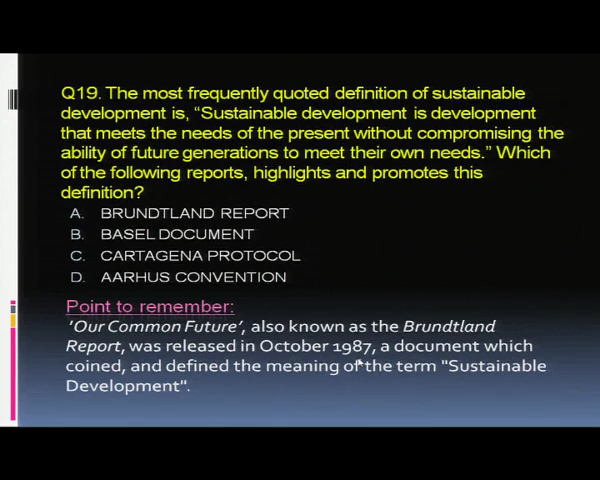 Q19. The most frequently quoted definition of sustainable
development is, “Sustainable development is development
that meets the needs of the present without compromising the
ability of future generations to meet their own needs.” Which
of the following reports, highlights and promotes this
definition?
A. BRUNDTLAND REPORT
B. BASEL DOCUMENT
C. CARTAGENA PROTOCOL
D. AARHUS CONVENTION
Point to remember:
'Our Common Future', also known as the Brundtland
Report, was released in October 1987, a document which
coined, and defined the meaning of the term "Sustainable
Development".